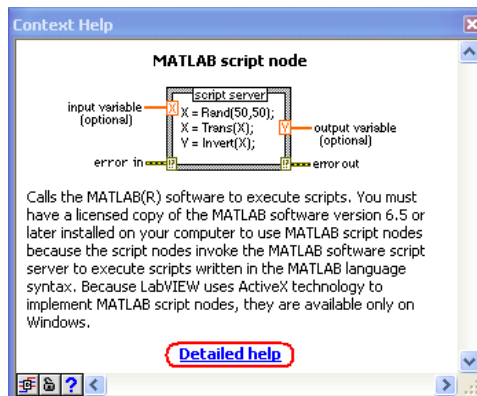 Context Help
MATLAB script node
script server
input variable
(optional)
X
X = Rand(50,50);
X = Trans(X);
Y = Invert(X);
Y
output variable
(optional)
error in
error out
Calls the MATLAB(R) software to execute scripts. You must
have a licensed copy of the MATLAB software version 6.5 or
later installed on your computer to use MATLAB script nodes
because the script nodes invoke the MATLAB software script
server to execute scripts written in the MATLAB language
syntax. Because LabVIEW uses ActiveX technology to
implement MATLAB script nodes, they are available only on
Windows.
Detailed help
?